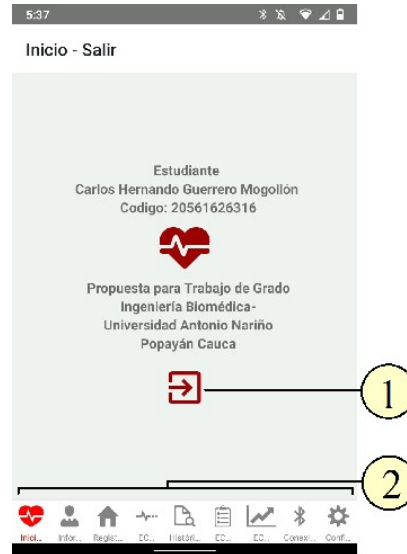 5:37
Inicio - Salir
Estudiante
Carlos Hernando Guerrero Mogollón
Codigo: 20561626316
Propuesta para Trabajo de Grado
Ingeniería Biomédica-
Universidad Antonio Nariño
Popayán Cauca
1
2
Inici... Infor... Regist... EC... Históri... EC... EC... Conexi... Confi...